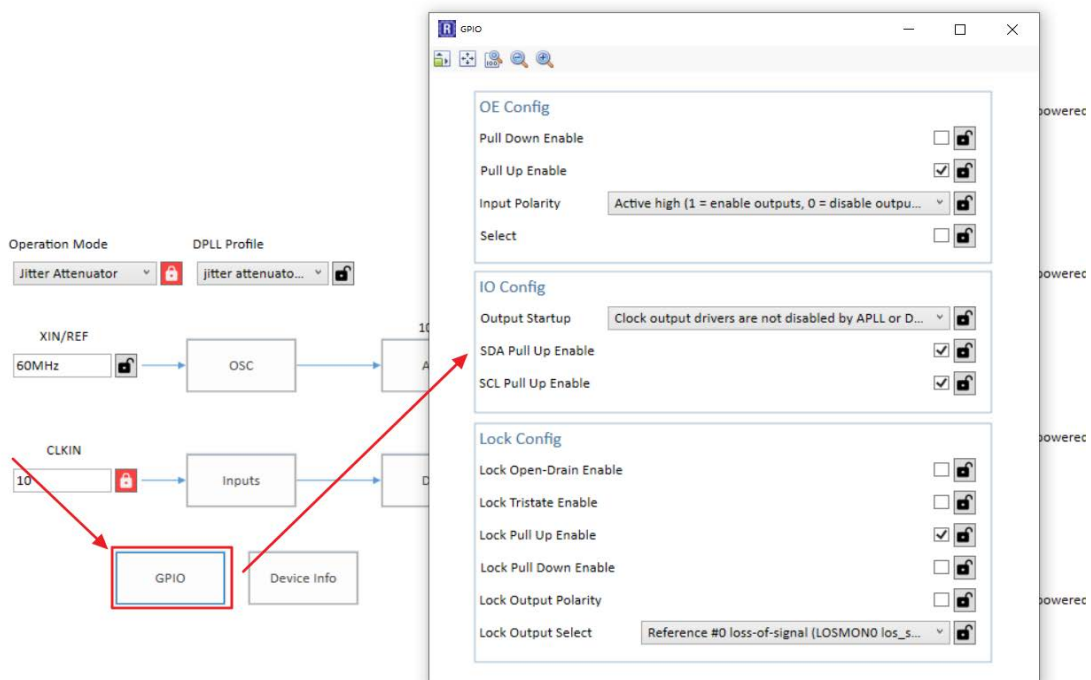 GPIO
OE Config
Pull Down Enable
Pull Up Enable
Input Polarity Active high (1 = enable outputs, 0 = disable outpu...
Select
IO Config
Output Startup Clock output drivers are not disabled by APLL or D...
SDA Pull Up Enable
SCL Pull Up Enable
Lock Config
Lock Open-Drain Enable
Lock Tristate Enable
Lock Pull Up Enable
Lock Pull Down Enable
Lock Output Polarity
Lock Output Select Reference #0 loss-of-signal (LOSMON0 los_s...
Operation Mode DPLL Profile
Jitter Attenuator jitter attenuato...
XIN/REF
10
60MHz OSC A
CLKIN
10 Inputs D
GPIO Device Info
powered
powered
powered
powered